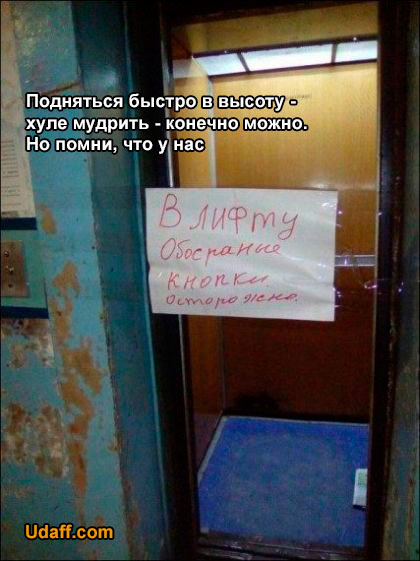 Подняться быстро в высоту -
хуле мудрить - конечно можно.
Но помни, что у нас
В лифту
Обосраные
кнопки.
Осторожно.
Udaff.com